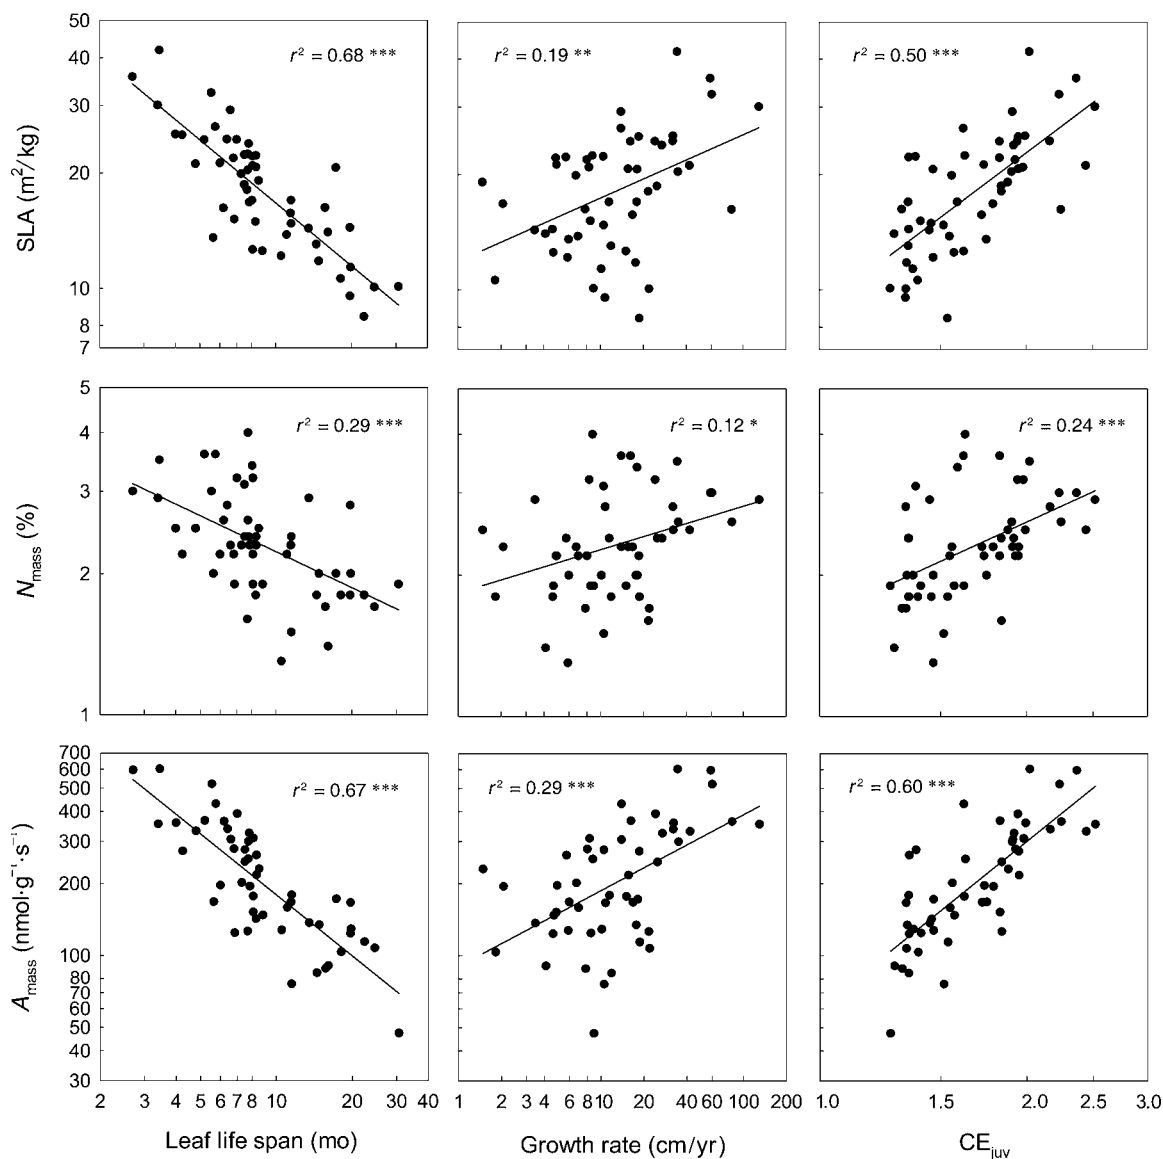 50
40
30
20
10
8
7
SLA (m²/kg)
r² = 0.68 ***
r² = 0.19 **
r² = 0.50 ***
5
4
3
2
1
Nmass (%)
r² = 0.29 ***
r² = 0.12 *
r² = 0.24 ***
700
600
500
400
300
200
100
80
70
60
50
40
30
Amass (nmol·g⁻¹·s⁻¹)
r² = 0.67 ***
r² = 0.29 ***
r² = 0.60 ***
2 3 4 5 6 7 8 10 20 30 40
1 2 3 4 6 8 10 20 40 60 100 200
1.0 1.5 2.0 2.5 3.0
Leaf life span (mo)
Growth rate (cm/yr)
CEjuv